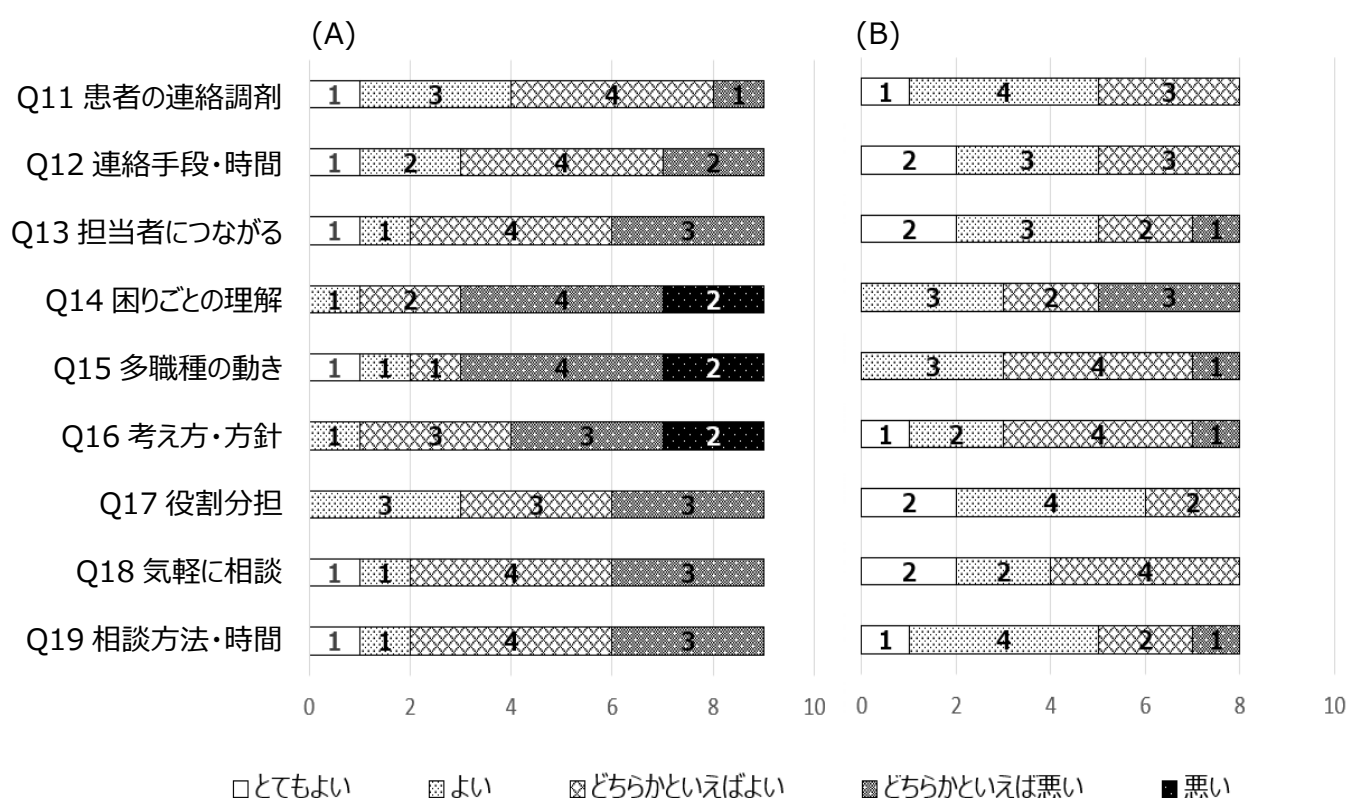 (A) (B)
Q11 患者の連絡調剤 1 3 4 1 1 4 3
Q12 連絡手段・時間 1 2 4 2 2 3 3
Q13 担当者につながる 1 1 4 3 2 3 2 1
Q14 困りごとの理解 1 2 4 2 3 2 3
Q15 多職種の動き 1 1 1 4 2 3 4 1
Q16 考え方・方針 1 3 3 2 1 2 4 1
Q17 役割分担 3 3 3 2 4 2
Q18 気軽に相談 1 1 4 3 2 2 4
Q19 相談方法・時間 1 1 4 3 1 4 2 1
0 2 4 6 8 10 0 2 4 6 8 10
とてもよい よい どちらかといえばよい どちらかといえば悪い 悪い